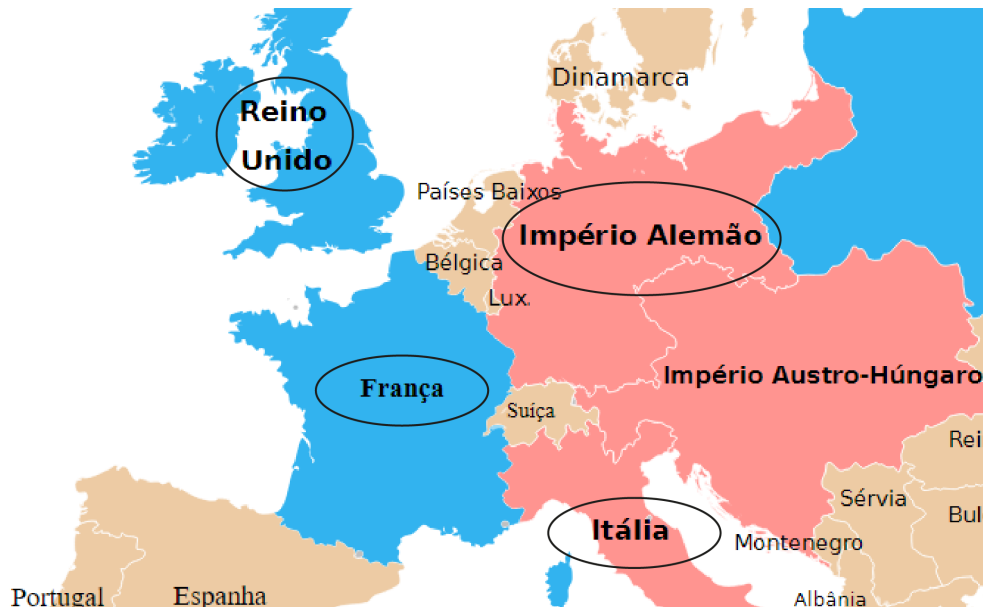 Dinamarca
Reino
Unido
Países Baixos
Império Alemão
Bélgica
Lux.
Império Austro-Húngaro
França
Suíça
Rei
Sérvia
Bul
Itália
Montenegro
Portugal
Espanha
Albânia